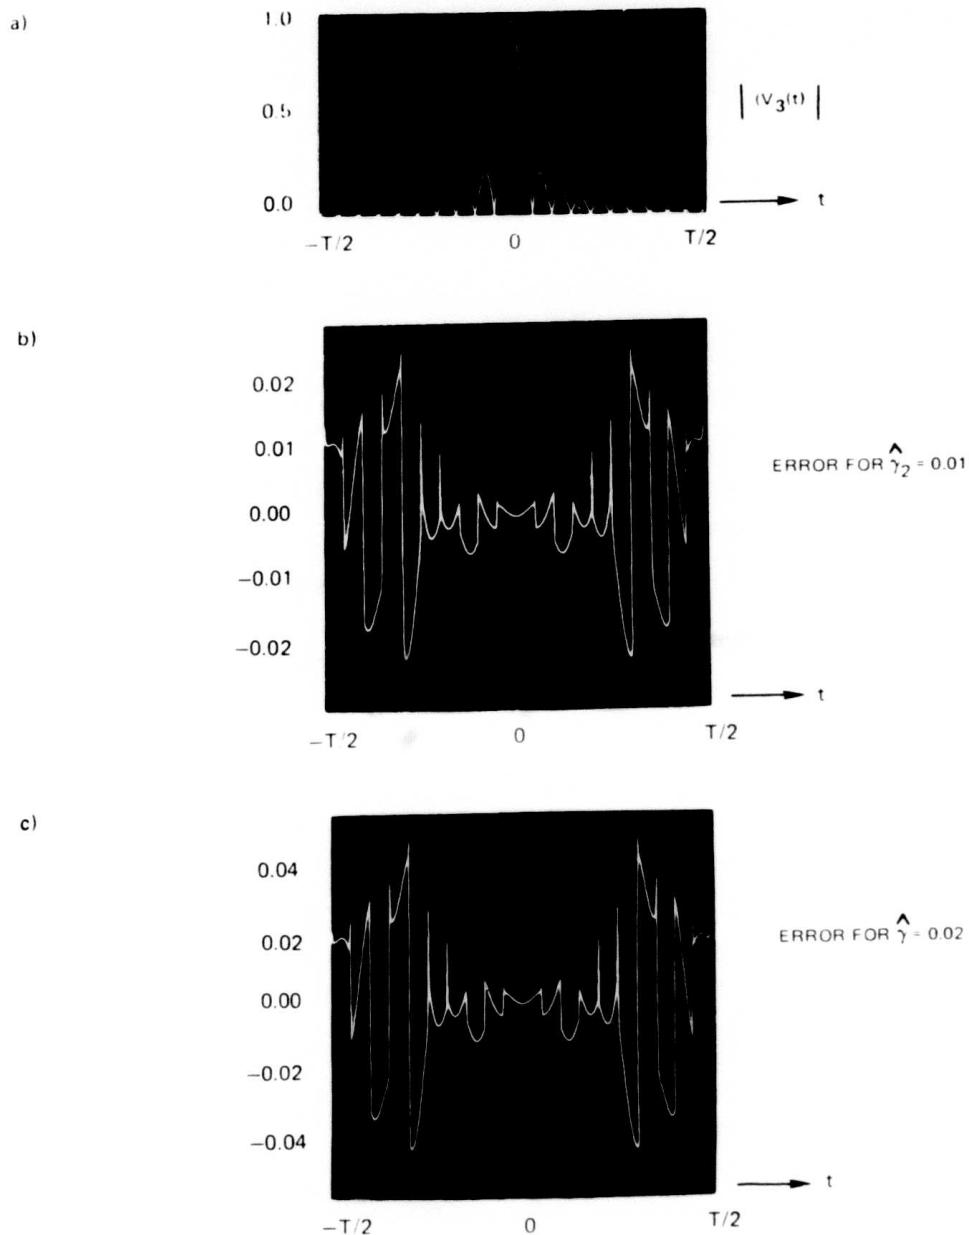 a)
1.0
0.5
0.0
| (V3(t) |
t
−T/2 0 T/2
b)
0.02
0.01
0.00
−0.01
−0.02
ERROR FOR γ̂2 = 0.01
t
−T/2 0 T/2
c)
0.04
0.02
0.00
−0.02
−0.04
ERROR FOR γ̂ = 0.02
t
−T/2 0 T/2